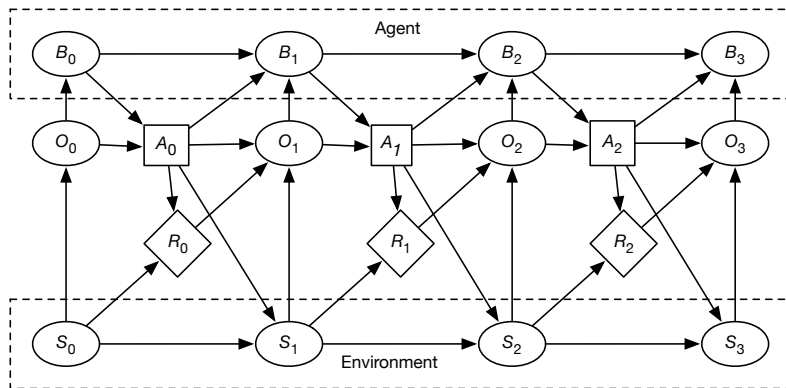 Agent
B0 B1 B2 B3
O0 A0 O1 A1 O2 A2 O3
R0 R1 R2
S0 S1 S2 S3
Environment